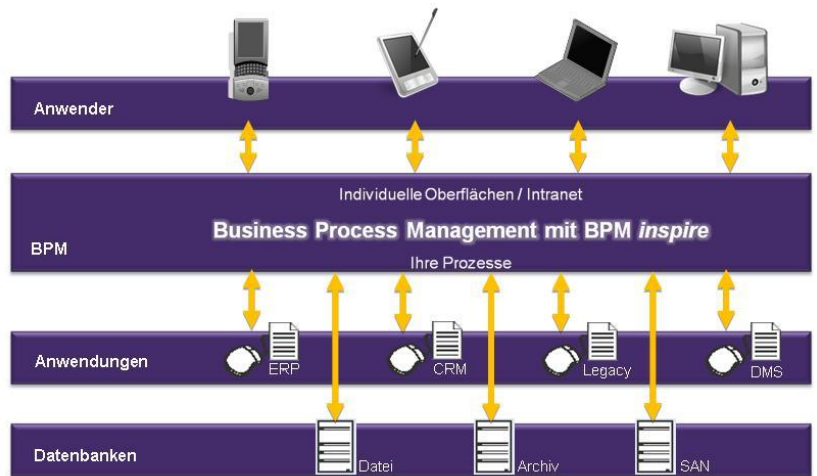 Anwender
Individuelle Oberflächen / Intranet
Business Process Management mit BPM inspire
BPM
Ihre Prozesse
Anwendungen
ERP
CRM
Legacy
DMS
Datenbanken
Datei
Archiv
SAN